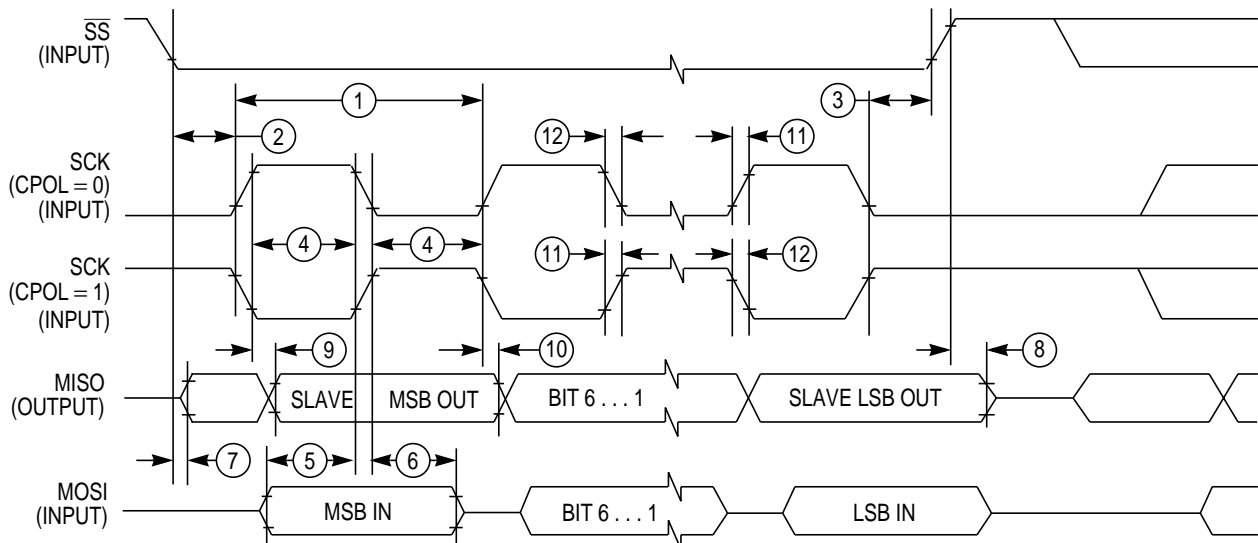 SS
(INPUT)
1
3
2
12
11
SCK
(CPOL = 0)
(INPUT)
4
4
11
12
SCK
(CPOL = 1)
(INPUT)
9
10
8
MISO
(OUTPUT)
SLAVE
MSB OUT
BIT 6 . . . 1
SLAVE LSB OUT
7
5
6
MOSI
(INPUT)
MSB IN
BIT 6 . . . 1
LSB IN